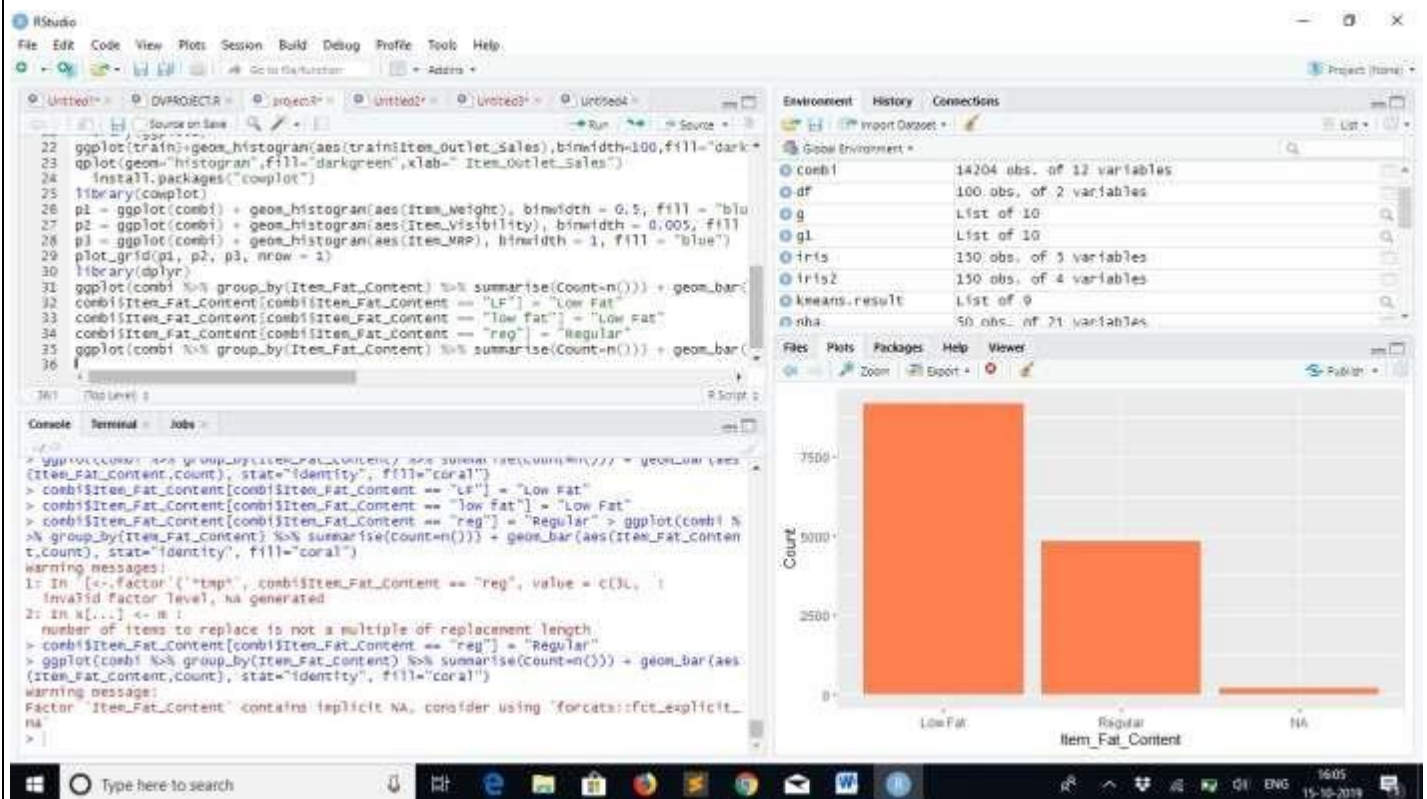 RStudio
File Edit Code View Plots Session Build Debug Profile Tools Help
Go to file/function Addins Project: (None)
Untitled1* DVPROJECT.R project.R* Untitled2* Untitled3* Untitled4
Source on Save Run Source
22 ggplot(train)+geom_histogram(aes(train$Item_Outlet_Sales),binwidth=100,fill="dark
23 qplot(geom="histogram",fill="darkgreen",xlab=" Item_Outlet_Sales")
24 install.packages("cowplot")
25 library(cowplot)
26 p1 = ggplot(combi) + geom_histogram(aes(Item_Weight), binwidth = 0.5, fill = "blu
27 p2 = ggplot(combi) + geom_histogram(aes(Item_Visibility), binwidth = 0.005, fill
28 p3 = ggplot(combi) + geom_histogram(aes(Item_MRP), binwidth = 1, fill = "blue")
29 plot_grid(p1, p2, p3, nrow = 1)
30 library(dplyr)
31 ggplot(combi %>% group_by(Item_Fat_Content) %>% summarise(Count=n())) + geom_bar(
32 combi$Item_Fat_Content[combi$Item_Fat_Content == "LF"] = "Low Fat"
33 combi$Item_Fat_Content[combi$Item_Fat_Content == "low fat"] = "Low Fat"
34 combi$Item_Fat_Content[combi$Item_Fat_Content == "reg"] = "Regular"
35 ggplot(combi %>% group_by(Item_Fat_Content) %>% summarise(Count=n())) + geom_bar(
36
36:1 (Top Level) R Script
Console Terminal Jobs
> ggplot(combi %>% group_by(Item_Fat_Content) %>% summarise(Count=n())) + geom_bar(aes
(Item_Fat_Content,Count), stat="identity", fill="coral")
> combi$Item_Fat_Content[combi$Item_Fat_Content == "LF"] = "Low Fat"
> combi$Item_Fat_Content[combi$Item_Fat_Content == "low fat"] = "Low Fat"
> combi$Item_Fat_Content[combi$Item_Fat_Content == "reg"] = "Regular" > ggplot(combi %
>% group_by(Item_Fat_Content) %>% summarise(Count=n())) + geom_bar(aes(Item_Fat_Conten
t,Count), stat="identity", fill="coral")
Warning messages:
1: In `[<-.factor`(`*tmp*`, combi$Item_Fat_Content == "reg", value = c(3L, :
invalid factor level, NA generated
2: In x[...] <- m :
number of items to replace is not a multiple of replacement length
> combi$Item_Fat_Content[combi$Item_Fat_Content == "reg"] = "Regular"
> ggplot(combi %>% group_by(Item_Fat_Content) %>% summarise(Count=n())) + geom_bar(aes
(Item_Fat_Content,Count), stat="identity", fill="coral")
Warning message:
Factor `Item_Fat_Content` contains implicit NA, consider using `forcats::fct_explicit_
na`
>
Environment History Connections
Import Dataset List
Global Environment
combi 14204 obs. of 12 variables
df 100 obs. of 2 variables
g List of 10
g1 List of 10
iris 150 obs. of 5 variables
iris2 150 obs. of 4 variables
kmeans.result List of 9
nba 50 obs. of 21 variables
Files Plots Packages Help Viewer
Zoom Export Publish
7500
5000
2500
0
Count
Low Fat Regular NA
Item_Fat_Content
Type here to search
ENG 16:05
15-10-2019